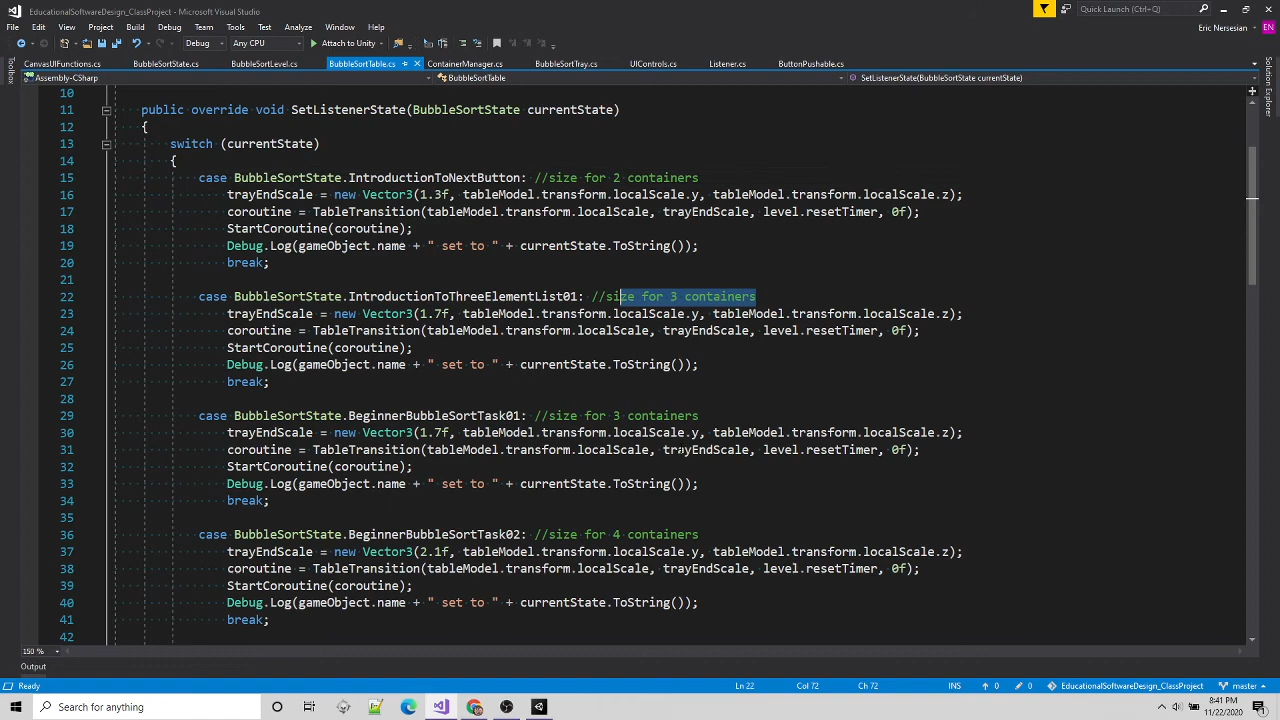 EducationalSoftwareDesign_ClassProject - Microsoft Visual Studio
Quick Launch (Ctrl+Q)
File Edit View Project Build Debug Team Tools Test Analyze Window Help
Eric Nersesian EN
Debug Any CPU Attach to Unity
CanvasUIFunctions.cs BubbleSortState.cs BubbleSortLevel.cs BubbleSortTable.cs ContainerManager.cs BubbleSortTray.cs UIControls.cs Listener.cs ButtonPushable.cs
Assembly-CSharp BubbleSortTable SetListenerState(BubbleSortState currentState)
Toolbox
Solution Explorer
10
11 public override void SetListenerState(BubbleSortState currentState)
12 {
13 switch (currentState)
14 {
15 case BubbleSortState.IntroductionToNextButton: //size for 2 containers
16 trayEndScale = new Vector3(1.3f, tableModel.transform.localScale.y, tableModel.transform.localScale.z);
17 coroutine = TableTransition(tableModel.transform.localScale, trayEndScale, level.resetTimer, 0f);
18 StartCoroutine(coroutine);
19 Debug.Log(gameObject.name + " set to " + currentState.ToString());
20 break;
21
22 case BubbleSortState.IntroductionToThreeElementList01: //size for 3 containers
23 trayEndScale = new Vector3(1.7f, tableModel.transform.localScale.y, tableModel.transform.localScale.z);
24 coroutine = TableTransition(tableModel.transform.localScale, trayEndScale, level.resetTimer, 0f);
25 StartCoroutine(coroutine);
26 Debug.Log(gameObject.name + " set to " + currentState.ToString());
27 break;
28
29 case BubbleSortState.BeginnerBubbleSortTask01: //size for 3 containers
30 trayEndScale = new Vector3(1.7f, tableModel.transform.localScale.y, tableModel.transform.localScale.z);
31 coroutine = TableTransition(tableModel.transform.localScale, trayEndScale, level.resetTimer, 0f);
32 StartCoroutine(coroutine);
33 Debug.Log(gameObject.name + " set to " + currentState.ToString());
34 break;
35
36 case BubbleSortState.BeginnerBubbleSortTask02: //size for 4 containers
37 trayEndScale = new Vector3(2.1f, tableModel.transform.localScale.y, tableModel.transform.localScale.z);
38 coroutine = TableTransition(tableModel.transform.localScale, trayEndScale, level.resetTimer, 0f);
39 StartCoroutine(coroutine);
40 Debug.Log(gameObject.name + " set to " + currentState.ToString());
41 break;
42
150 %
Output
Ready Ln 22 Col 72 Ch 72 INS 0 0 EducationalSoftwareDesign_ClassProject master
Search for anything
8:41 PM
11/22/2020